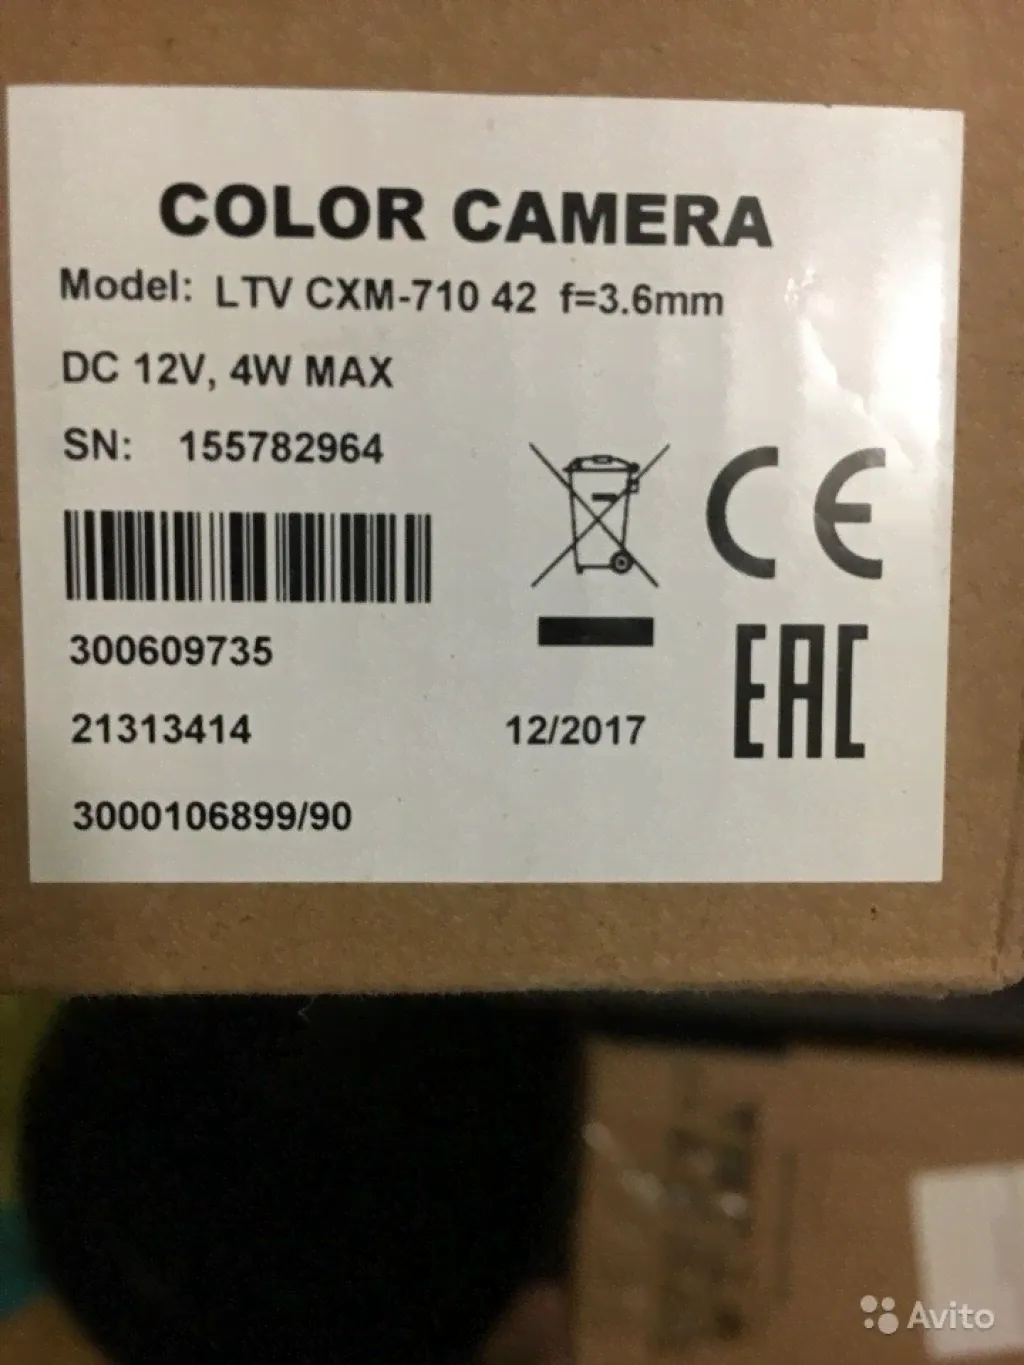 COLOR CAMERA
Model: LTV CXM-710 42 f=3.6mm
DC 12V, 4W MAX
SN: 155782964
CE
300609735
EAC
21313414 12/2017
3000106899/90
Avito